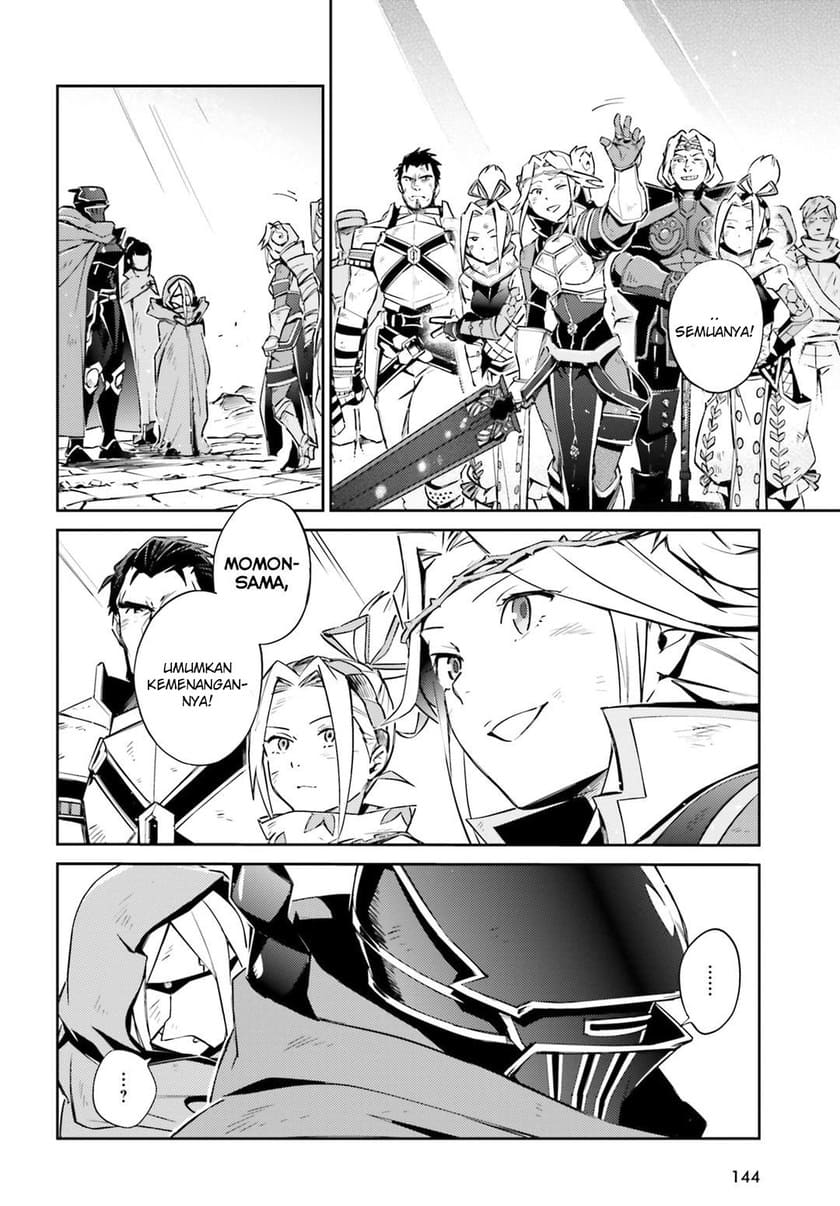 ..
SEMUANYA!
MOMON-
SAMA,
UMUMKAN
KEMENANGAN-
NYA!
...
...?
144